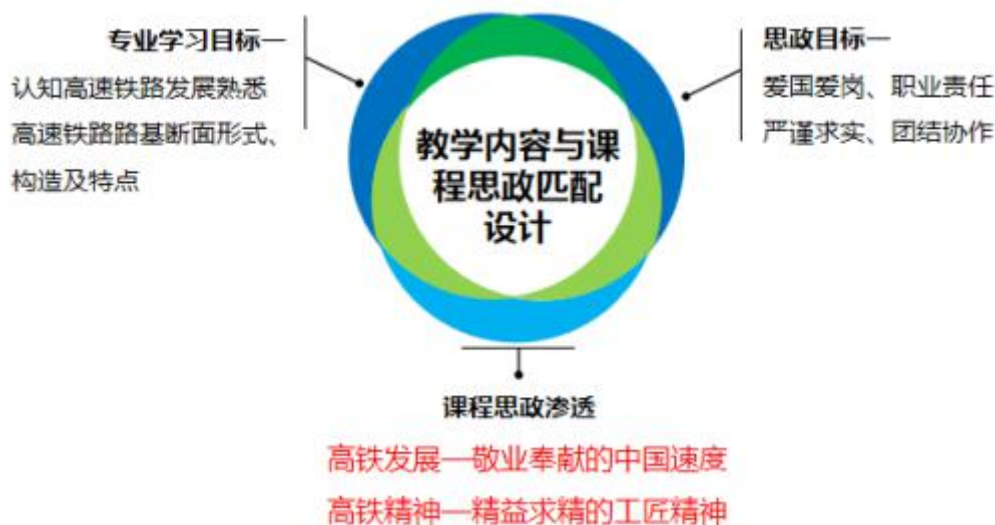 专业学习目标—
认知高速铁路发展熟悉
高速铁路路基断面形式、
构造及特点
思政目标—
爱国爱岗、职业责任
严谨求实、团结协作
教学内容与课
程思政匹配
设计
课程思政渗透
高铁发展—敬业奉献的中国速度
高铁精神—精益求精的工匠精神